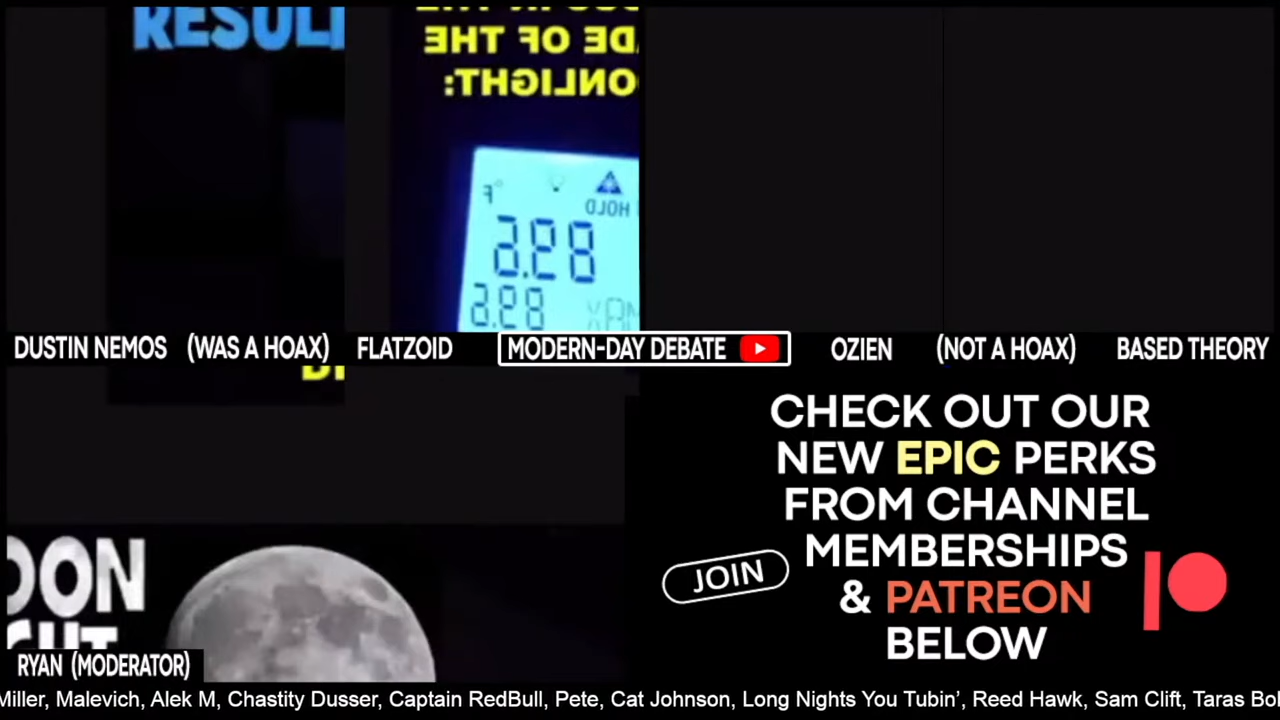 RESUL
DE OF THE
ONLIGHT:
°F
HOLD
DUSTIN NEMOS (WAS A HOAX) FLATZOID MODERN-DAY DEBATE OZIEN (NOT A HOAX) BASED THEORY
CHECK OUT OUR
NEW EPIC PERKS
FROM CHANNEL
MEMBERSHIPS
JOIN
& PATREON
BELOW
OON
RYAN (MODERATOR)
Miller, Malevich, Alek M, Chastity Dusser, Captain RedBull, Pete, Cat Johnson, Long Nights You Tubin’, Reed Hawk, Sam Clift, Taras Bo